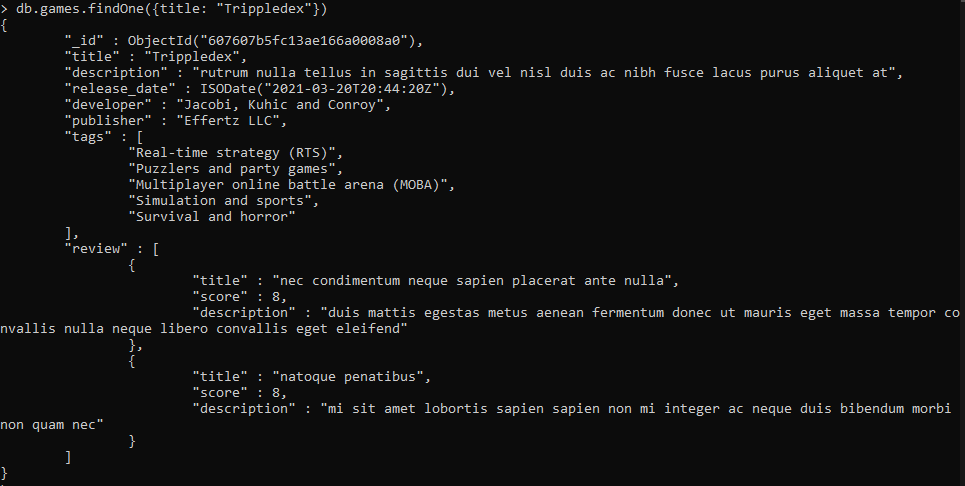 > db.games.findOne({title: "Trippledex"})
{
        "_id" : ObjectId("607607b5fc13ae166a0008a0"),
        "title" : "Trippledex",
        "description" : "rutrum nulla tellus in sagittis dui vel nisl duis ac nibh fusce lacus purus aliquet at",
        "release_date" : ISODate("2021-03-20T20:44:20Z"),
        "developer" : "Jacobi, Kuhic and Conroy",
        "publisher" : "Effertz LLC",
        "tags" : [
                "Real-time strategy (RTS)",
                "Puzzlers and party games",
                "Multiplayer online battle arena (MOBA)",
                "Simulation and sports",
                "Survival and horror"
        ],
        "review" : [
                {
                        "title" : "nec condimentum neque sapien placerat ante nulla",
                        "score" : 8,
                        "description" : "duis mattis egestas metus aenean fermentum donec ut mauris eget massa tempor co
nvallis nulla neque libero convallis eget eleifend"
                },
                {
                        "title" : "natoque penatibus",
                        "score" : 8,
                        "description" : "mi sit amet lobortis sapien sapien non mi integer ac neque duis bibendum morbi
non quam nec"
                }
        ]
}